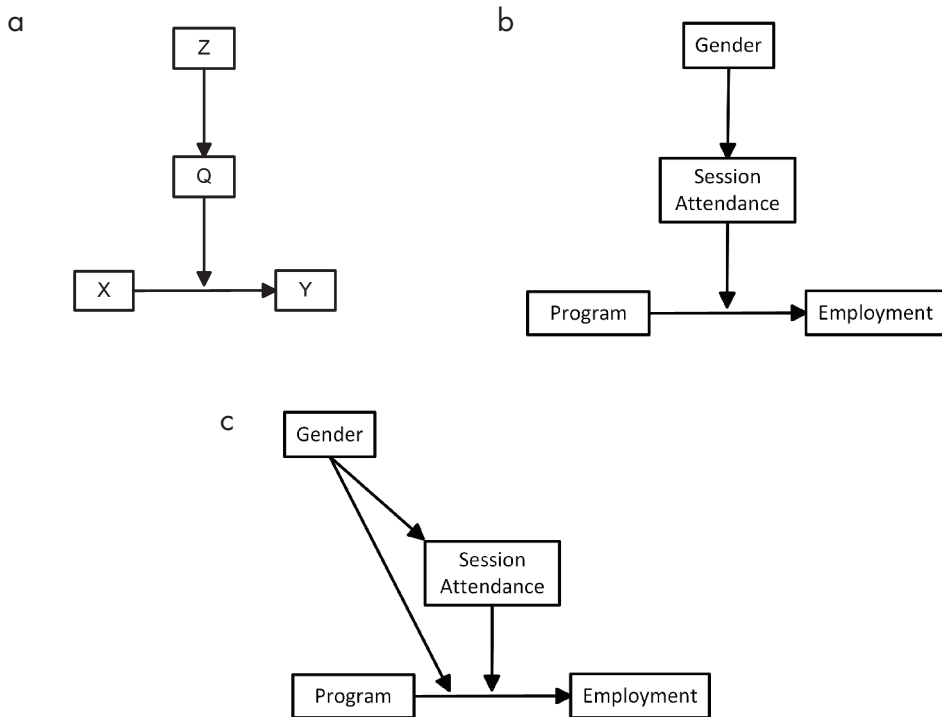 a
Z
Q
X
Y
b
Gender
Session
Attendance
Program
Employment
c
Gender
Session
Attendance
Program
Employment